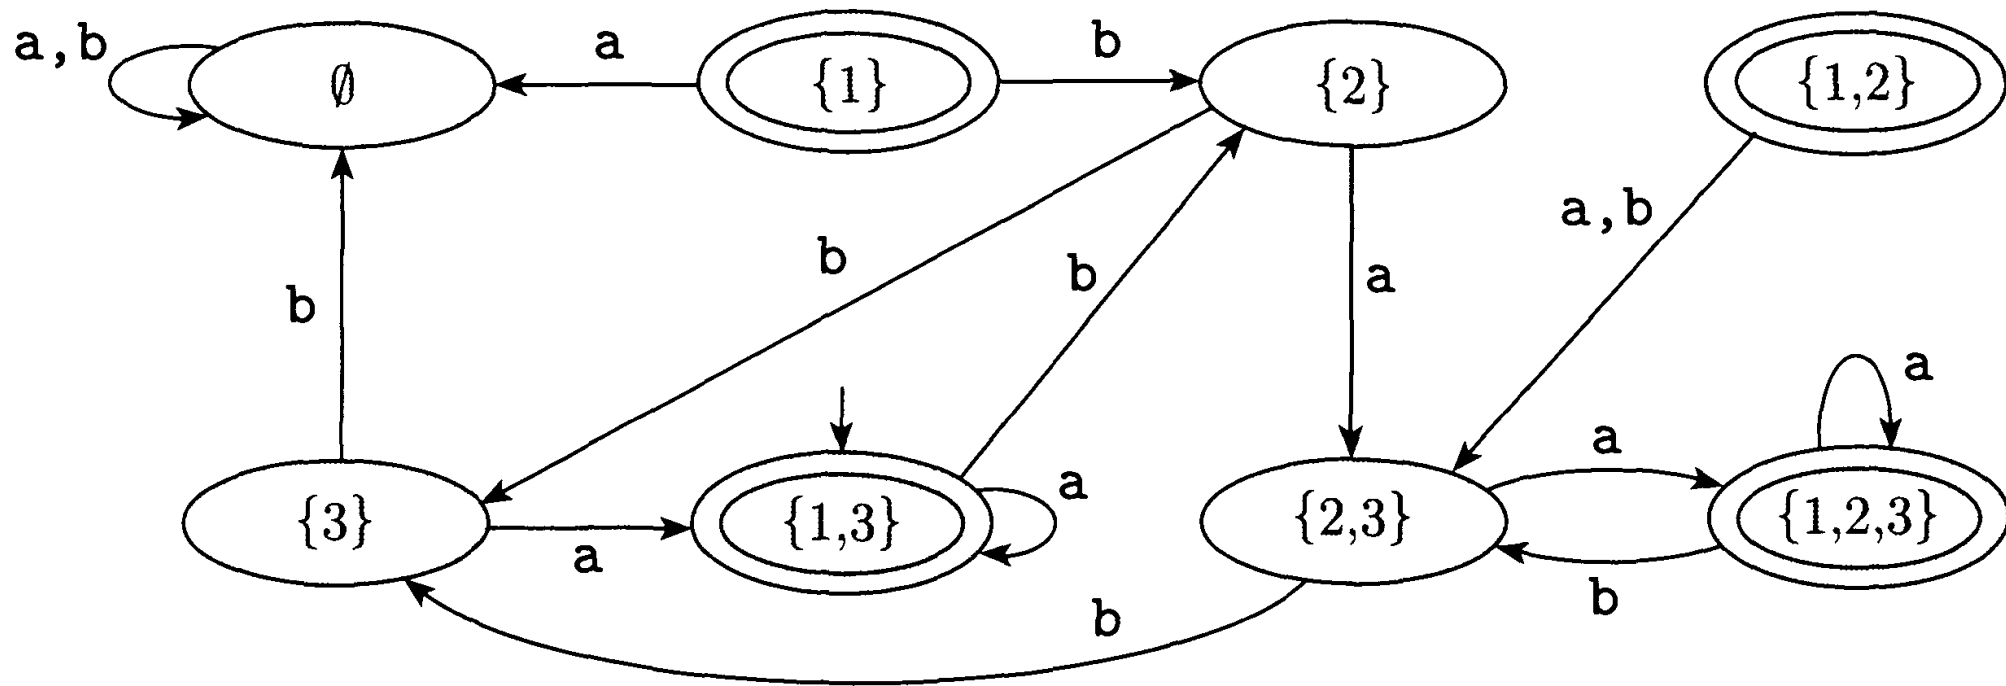 a,b
∅
a
{1}
b
{2}
{1,2}
a,b
b
b
b
a
a
{3}
a
{1,3}
a
{2,3}
a
{1,2,3}
b
b